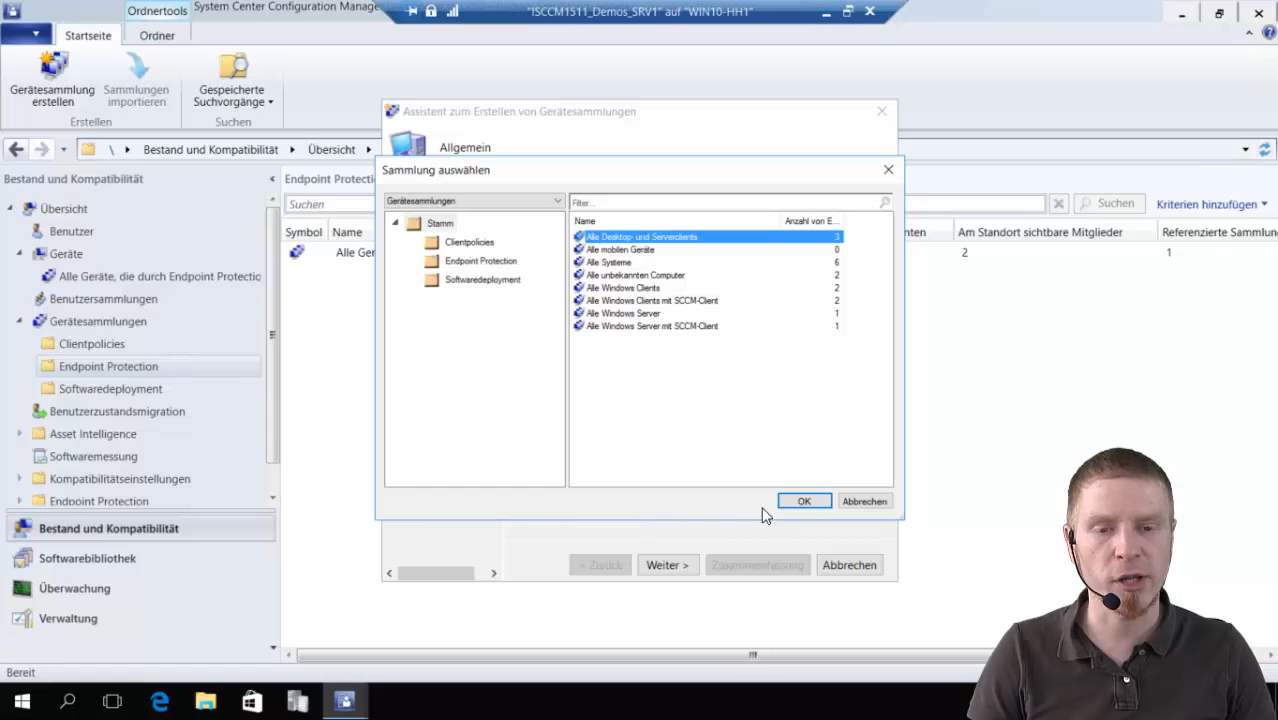 Ordnertools
System Center Configuration Manage
"ISCCM1511_Demos_SRV1" auf "WIN10-HH1"
Startseite
Ordner
Gerätesammlung
erstellen
Sammlungen
importieren
Gespeicherte
Suchvorgänge
Erstellen
Suchen
\ Bestand und Kompatibilität Übersicht
Bestand und Kompatibilität
Übersicht
Benutzer
Geräte
Alle Geräte, die durch Endpoint Protectic
Benutzersammlungen
Gerätesammlungen
Clientpolicies
Endpoint Protection
Softwaredeployment
Benutzerzustandsmigration
Asset Intelligence
Softwaremessung
Kompatibilitätseinstellungen
Endpoint Protection
Bestand und Kompatibilität
Softwarebibliothek
Überwachung
Verwaltung
Bereit
Endpoint Protecti
Suchen
Suchen
Kriterien hinzufügen
Symbol Name
nten
Am Standort sichtbare Mitglieder
Referenzierte Sammlun
Alle Ger
2
1
Assistent zum Erstellen von Gerätesammlungen
Allgemein
Sammlung auswählen
Gerätesammlungen
Filter...
Stamm
Clientpolicies
Endpoint Protection
Softwaredeployment
Name Anzahl von E...
Alle Desktop- und Serverclients 3
Alle mobilen Geräte 0
Alle Systeme 6
Alle unbekannten Computer 2
Alle Windows Clients 2
Alle Windows Clients mit SCCM-Client 2
Alle Windows Server 1
Alle Windows Server mit SCCM-Client 1
OK
Abbrechen
< Zurück
Weiter >
Zusammenfassung
Abbrechen